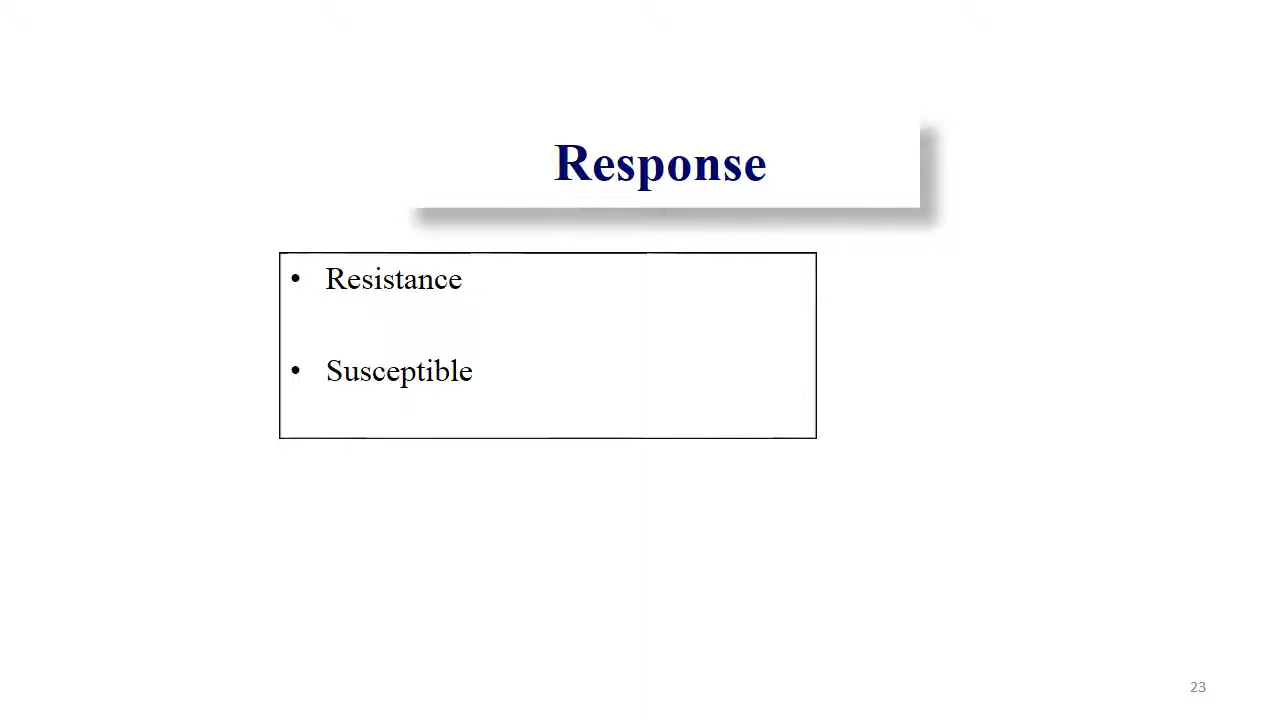 Response
• Resistance
• Susceptible
23